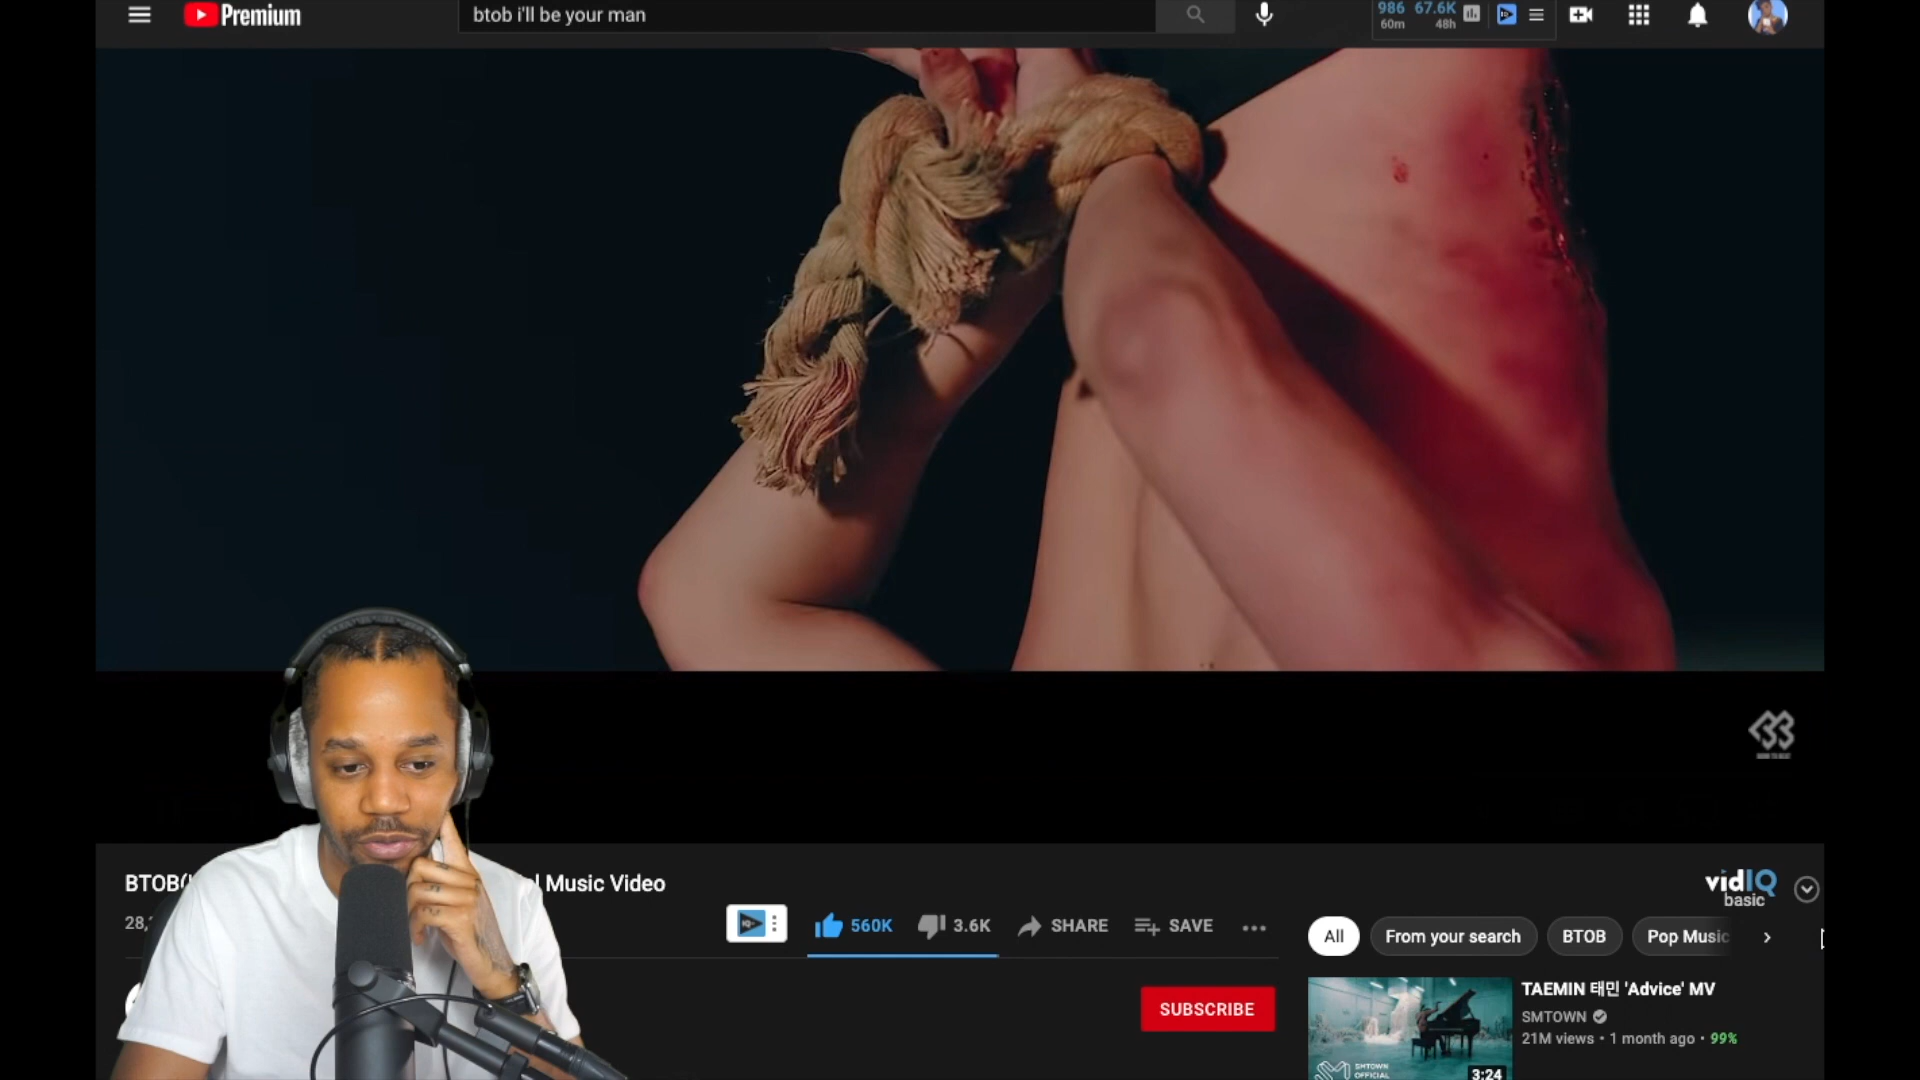 Premium
btob i'll be your man
986 67.6K
60m 48h
BTOB( Music Video
28,
560K
3.6K
SHARE
SAVE
SUBSCRIBE
vidIQ
basic
All
From your search
BTOB
Pop Music
TAEMIN 태민 'Advice' MV
SMTOWN
21M views • 1 month ago • 99%
SMTOWN
OFFICIAL
3:24